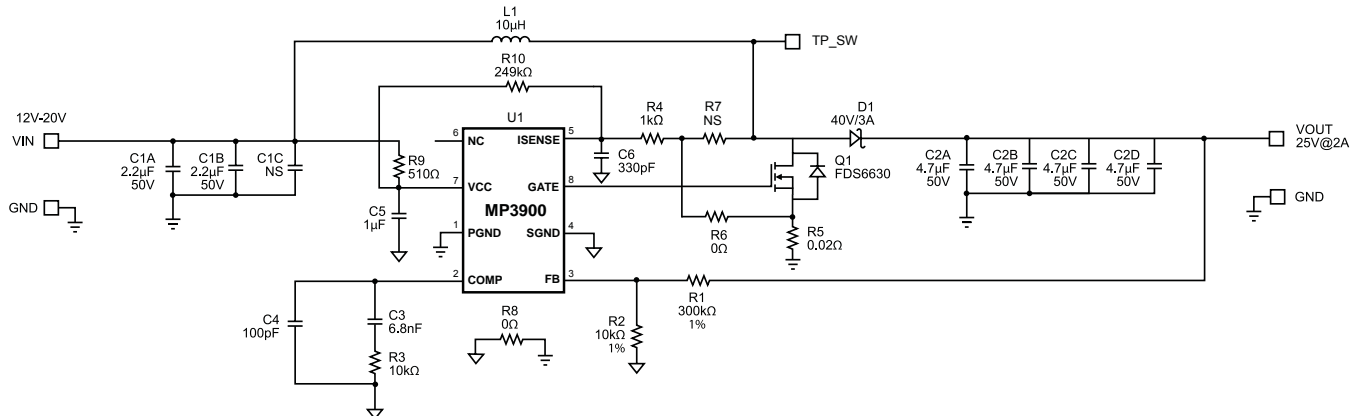 L1
10µH
TP_SW
R10
249kΩ
12V-20V
VIN
C1A
2.2µF
50V
C1B
2.2µF
50V
C1C
NS
R9
510Ω
U1
6
NC
ISENSE
5
C6
330pF
R4
1kΩ
R7
NS
D1
40V/3A
Q1
FDS6630
VOUT
25V@2A
C2A
4.7µF
50V
C2B
4.7µF
50V
C2C
4.7µF
50V
C2D
4.7µF
50V
7
VCC
GATE
8
MP3900
C5
1µF
GND
GND
1
PGND
SGND
4
R6
0Ω
R5
0.02Ω
2
COMP
FB
3
R1
300kΩ
1%
R2
10kΩ
1%
R8
0Ω
C4
100pF
C3
6.8nF
R3
10kΩ